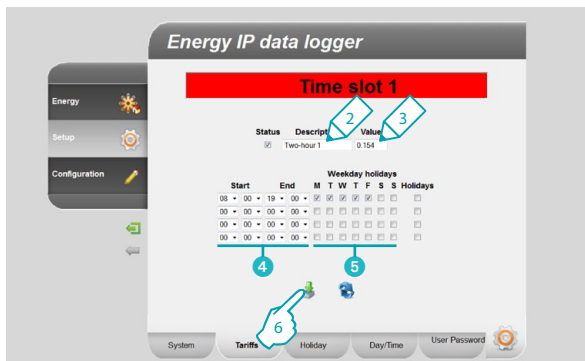 Energy IP data logger
Time slot 1
Energy
Setup
Configuration
2
3
Status Descript Value
Two-hour 1 0.154
Weekday holidays
Start End M T W T F S S Holidays
08 00 19 00
00 00 00 00
00 00 00 00
00 00 00 00
4
5
6
System Tariffs Holiday Day/Time User Password